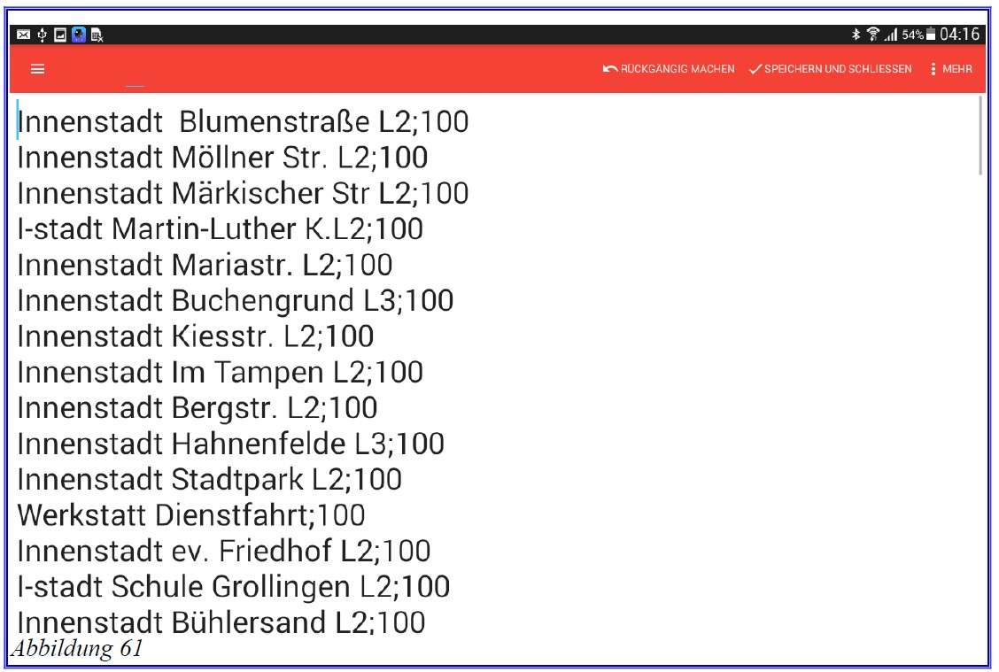 54% 04:16
RÜCKGÄNGIG MACHEN SPEICHERN UND SCHLIESSEN MEHR
Innenstadt  Blumenstraße L2;100
Innenstadt Möllner Str. L2;100
Innenstadt Märkischer Str L2;100
I-stadt Martin-Luther K.L2;100
Innenstadt Mariastr. L2;100
Innenstadt Buchengrund L3;100
Innenstadt Kiesstr. L2;100
Innenstadt Im Tampen L2;100
Innenstadt Bergstr. L2;100
Innenstadt Hahnenfelde L3;100
Innenstadt Stadtpark L2;100
Werkstatt Dienstfahrt;100
Innenstadt ev. Friedhof L2;100
I-stadt Schule Grollingen L2;100
Innenstadt Bühlersand L2;100
Abbildung 61